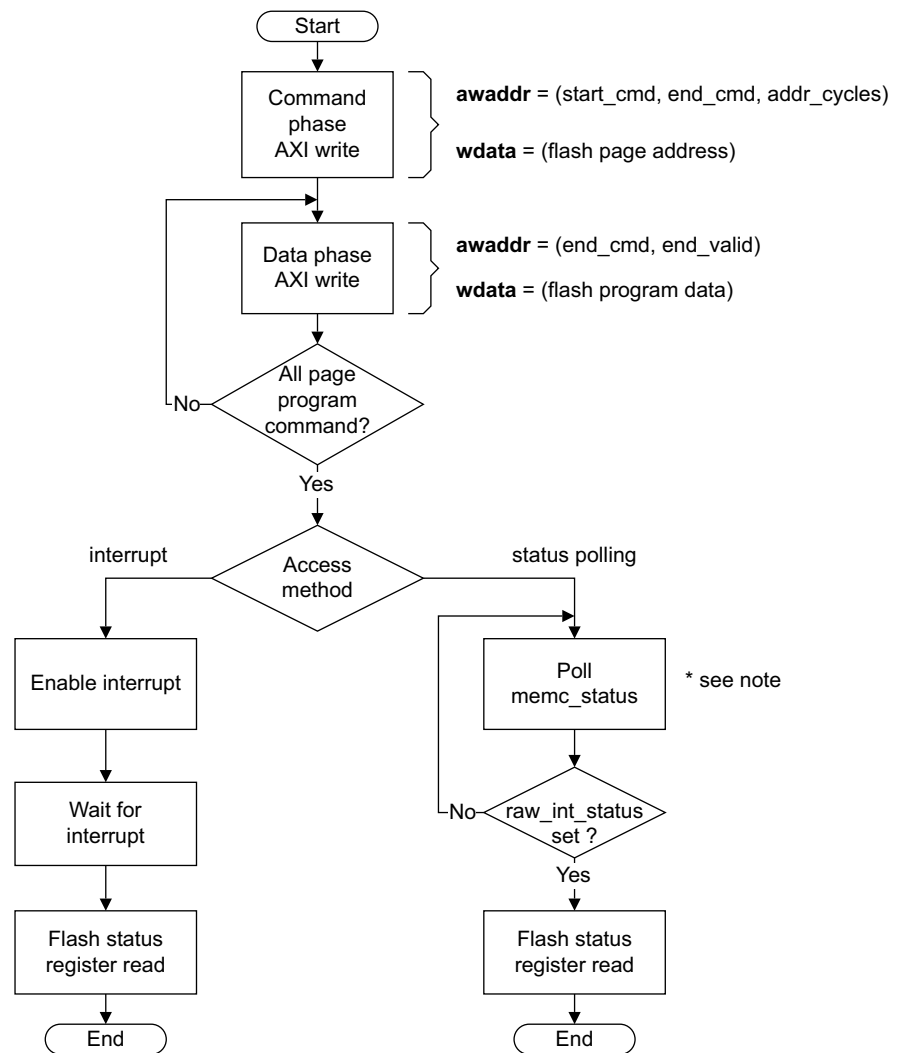 Start
Command
phase
AXI write
awaddr = (start_cmd, end_cmd, addr_cycles)
wdata = (flash page address)
Data phase
AXI write
awaddr = (end_cmd, end_valid)
wdata = (flash program data)
All page
program
command?
No
Yes
Access
method
interrupt
status polling
Enable interrupt
Poll
memc_status
* see note
Wait for
interrupt
raw_int_status
set ?
No
Yes
Flash status
register read
Flash status
register read
End
End